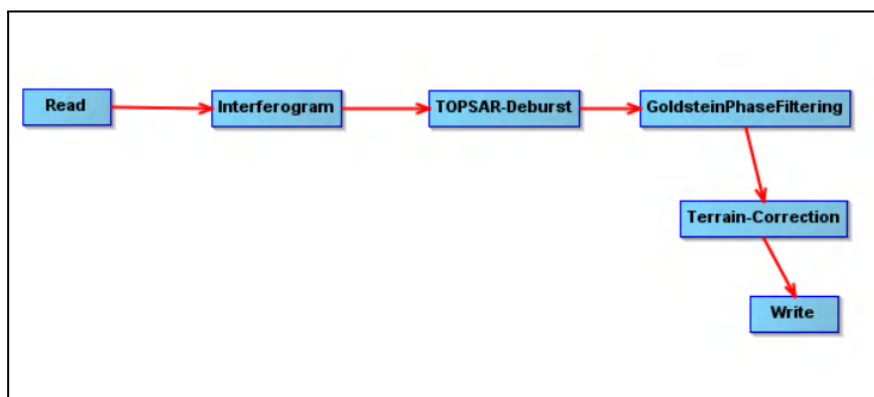 Read
Interferogram
TOPSAR-Deburst
GoldsteinPhaseFiltering
Terrain-Correction
Write